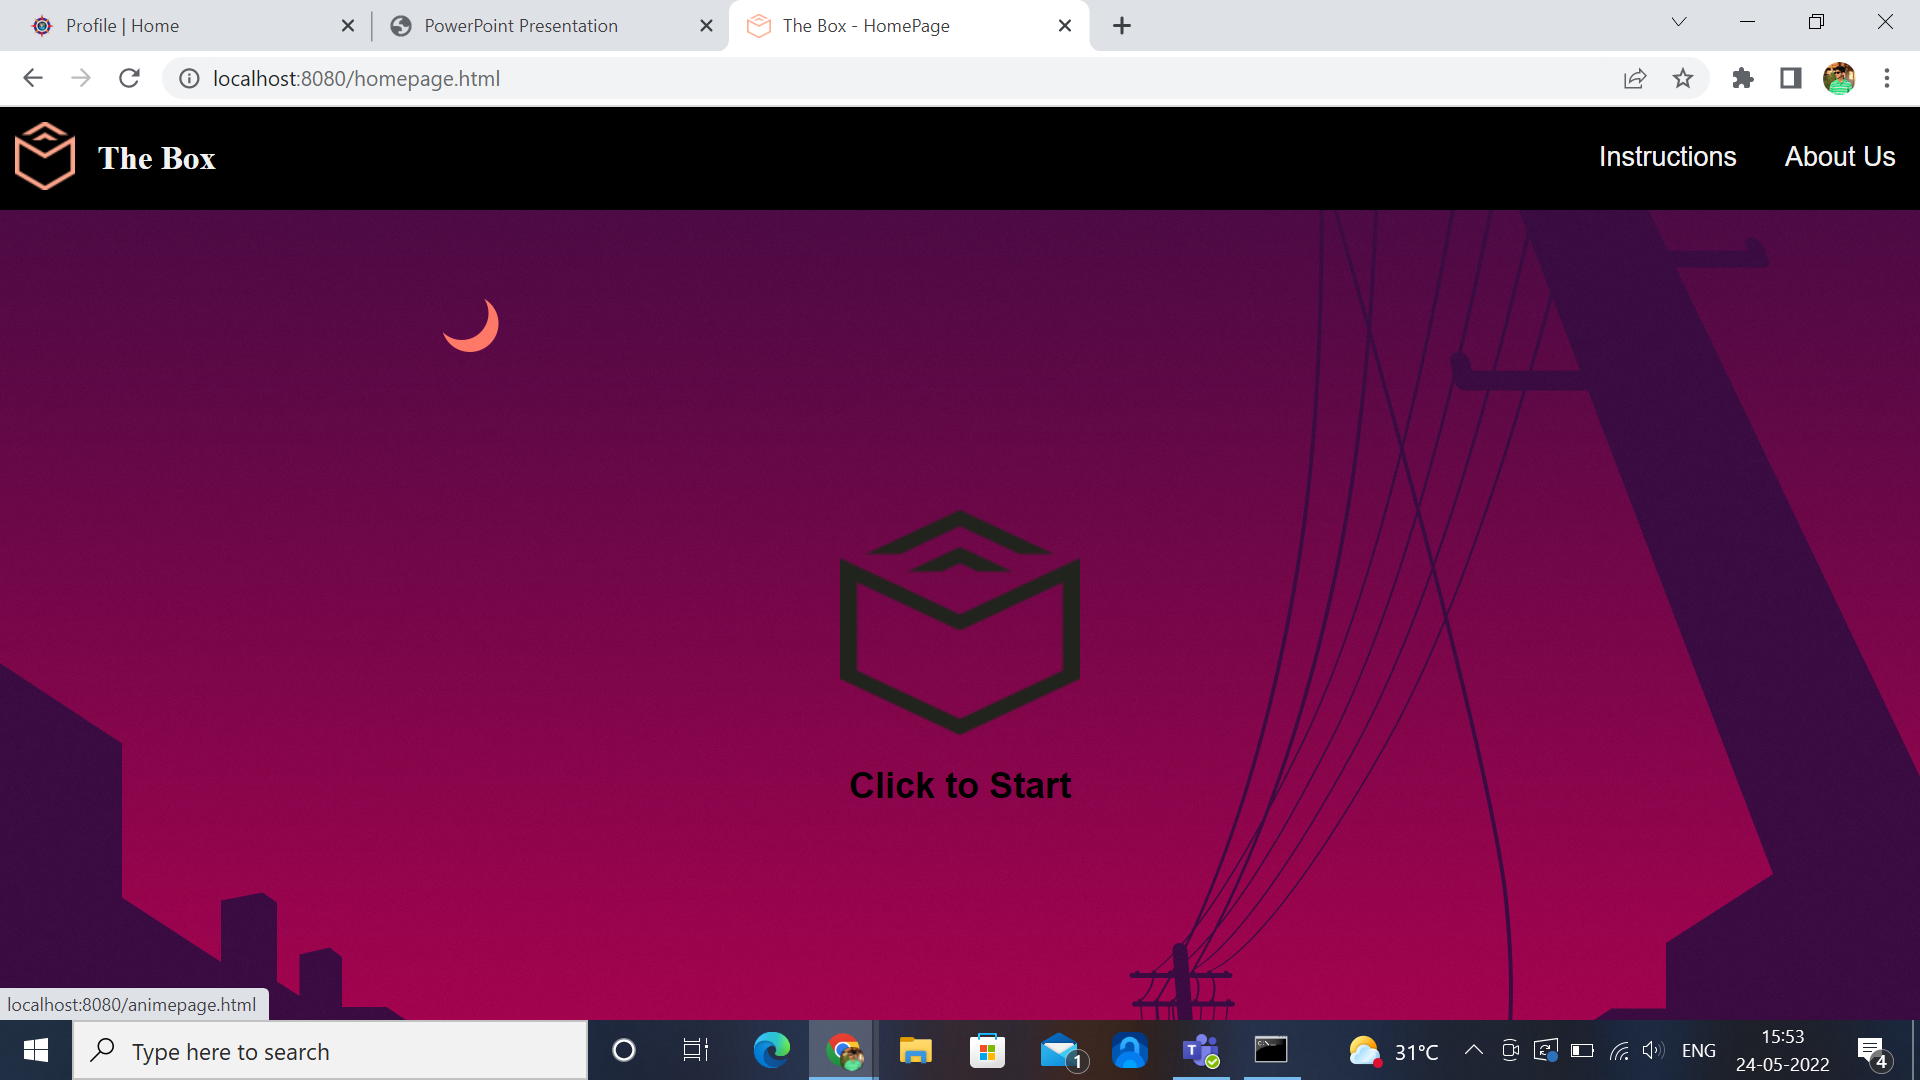 Profile | Home
PowerPoint Presentation
The Box - HomePage
localhost:8080/homepage.html
The Box
Instructions
About Us
Click to Start
localhost:8080/animepage.html
Type here to search
1
31°C
ENG
15:53
24-05-2022
4